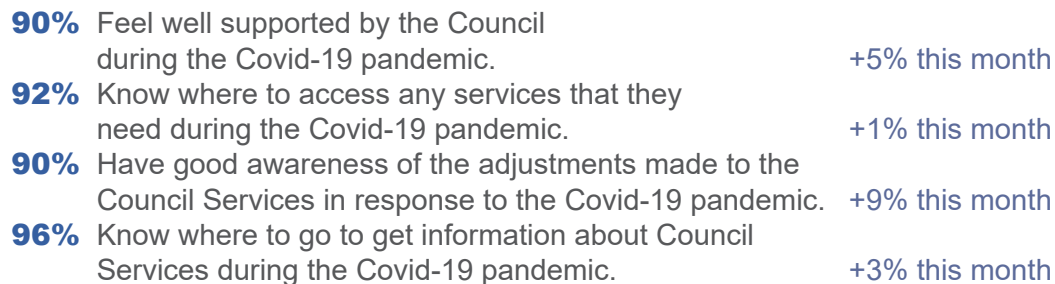 90% Feel well supported by the Council
during the Covid-19 pandemic. +5% this month
92% Know where to access any services that they
need during the Covid-19 pandemic. +1% this month
90% Have good awareness of the adjustments made to the
Council Services in response to the Covid-19 pandemic. +9% this month
96% Know where to go to get information about Council
Services during the Covid-19 pandemic. +3% this month